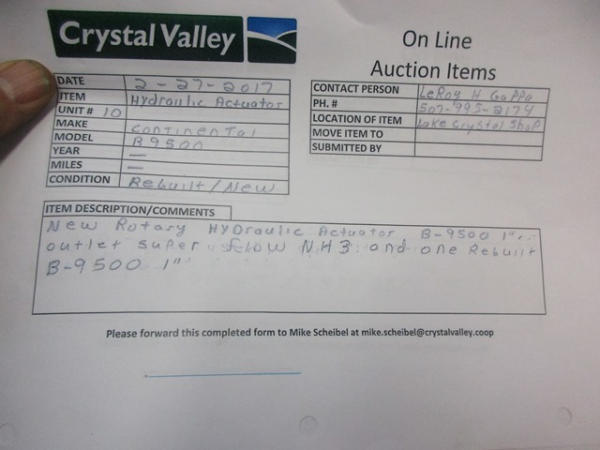 Crystal Valley
On Line
Auction Items
DATE 2-27-2017
ITEM Hydraulic Actuator
UNIT # 10
MAKE Continental
MODEL B9500
YEAR —
MILES —
CONDITION Rebuilt/New
CONTACT PERSON LeRoy H Gappa
PH. # 507-995-2174
LOCATION OF ITEM Lake Crystal Shop
MOVE ITEM TO
SUBMITTED BY
ITEM DESCRIPTION/COMMENTS
New Rotary Hydraulic Actuator B-9500 1"
outlet super flow NH3 and one Rebuilt
B-9500 1"
Please forward this completed form to Mike Scheibel at mike.scheibel@crystalvalley.coop